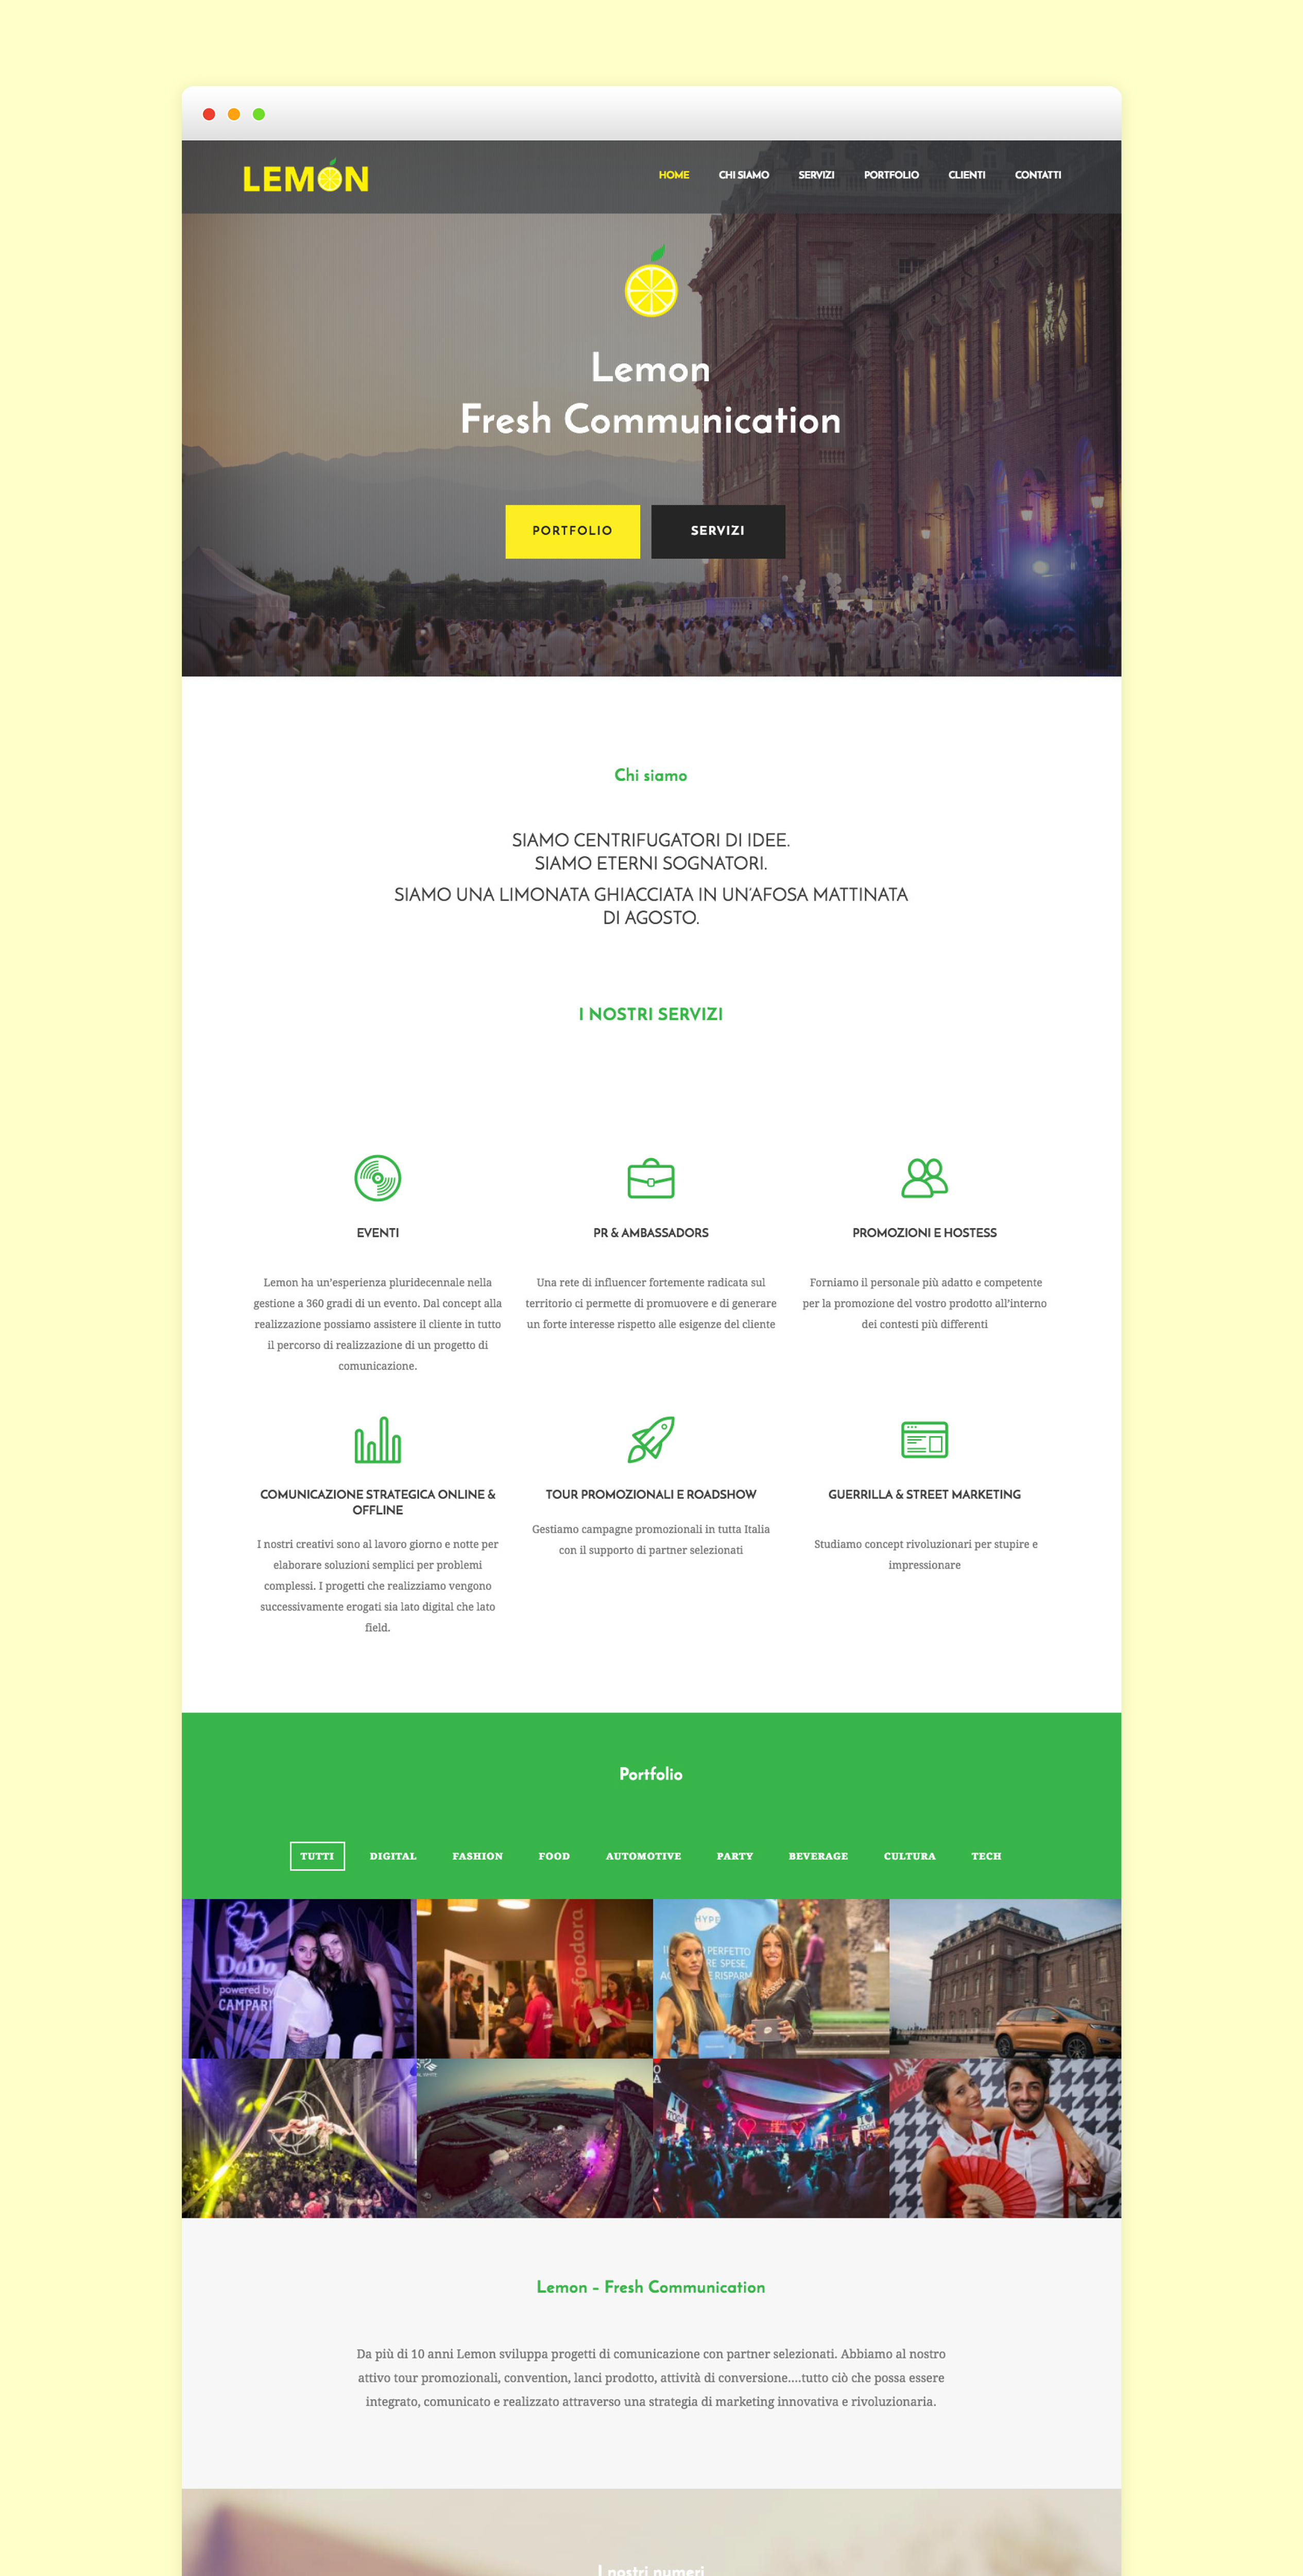 LEMON
HOME CHI SIAMO SERVIZI PORTFOLIO CLIENTI CONTATTI
Lemon
Fresh Communication
PORTFOLIO SERVIZI
Chi siamo
SIAMO CENTRIFUGATORI DI IDEE.
SIAMO ETERNI SOGNATORI.
SIAMO UNA LIMONATA GHIACCIATA IN UN'AFOSA MATTINATA
DI AGOSTO.
I NOSTRI SERVIZI
EVENTI
Lemon ha un'esperienza pluridecennale nella
gestione a 360 gradi di un evento. Dal concept alla
realizzazione possiamo assistere il cliente in tutto
il percorso di realizzazione di un progetto di
comunicazione.
PR & AMBASSADORS
Una rete di influencer fortemente radicata sul
territorio ci permette di promuovere e di generare
un forte interesse rispetto alle esigenze del cliente
PROMOZIONI E HOSTESS
Forniamo il personale più adatto e competente
per la promozione del vostro prodotto all'interno
dei contesti più differenti
COMUNICAZIONE STRATEGICA ONLINE &
OFFLINE
I nostri creativi sono al lavoro giorno e notte per
elaborare soluzioni semplici per problemi
complessi. I progetti che realizziamo vengono
successivamente erogati sia lato digital che lato
field.
TOUR PROMOZIONALI E ROADSHOW
Gestiamo campagne promozionali in tutta Italia
con il supporto di partner selezionati
GUERRILLA & STREET MARKETING
Studiamo concept rivoluzionari per stupire e
impressionare
Portfolio
TUTTI DIGITAL FASHION FOOD AUTOMOTIVE PARTY BEVERAGE CULTURA TECH
DoDo
powered by
CAMPARI
foodora
HYPE
PERFETTO
SPESE,
Lemon – Fresh Communication
Da più di 10 anni Lemon sviluppa progetti di comunicazione con partner selezionati. Abbiamo al nostro
attivo tour promozionali, convention, lanci prodotto, attività di conversione….tutto ciò che possa essere
integrato, comunicato e realizzato attraverso una strategia di marketing innovativa e rivoluzionaria.
I nostri numeri